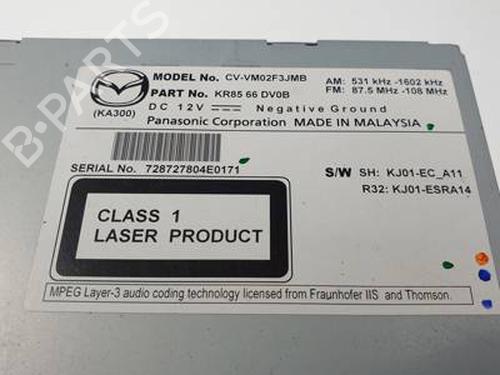 MODEL No. CV-VM02F3JMB
AM: 531 kHz -1602 kHz
PART No. KR85 66 DV0B
FM: 87.5 MHz -108 MHz
(KA300)
DC 12V Negative Ground
Panasonic Corporation MADE IN MALAYSIA
SERIAL No. 728727804E0171
S/W SH: KJ01-EC_A11
R32: KJ01-ESRA14
CLASS 1
LASER PRODUCT
MPEG Layer-3 audio coding technology licensed from Fraunhofer IIS and Thomson.
B-PARTS